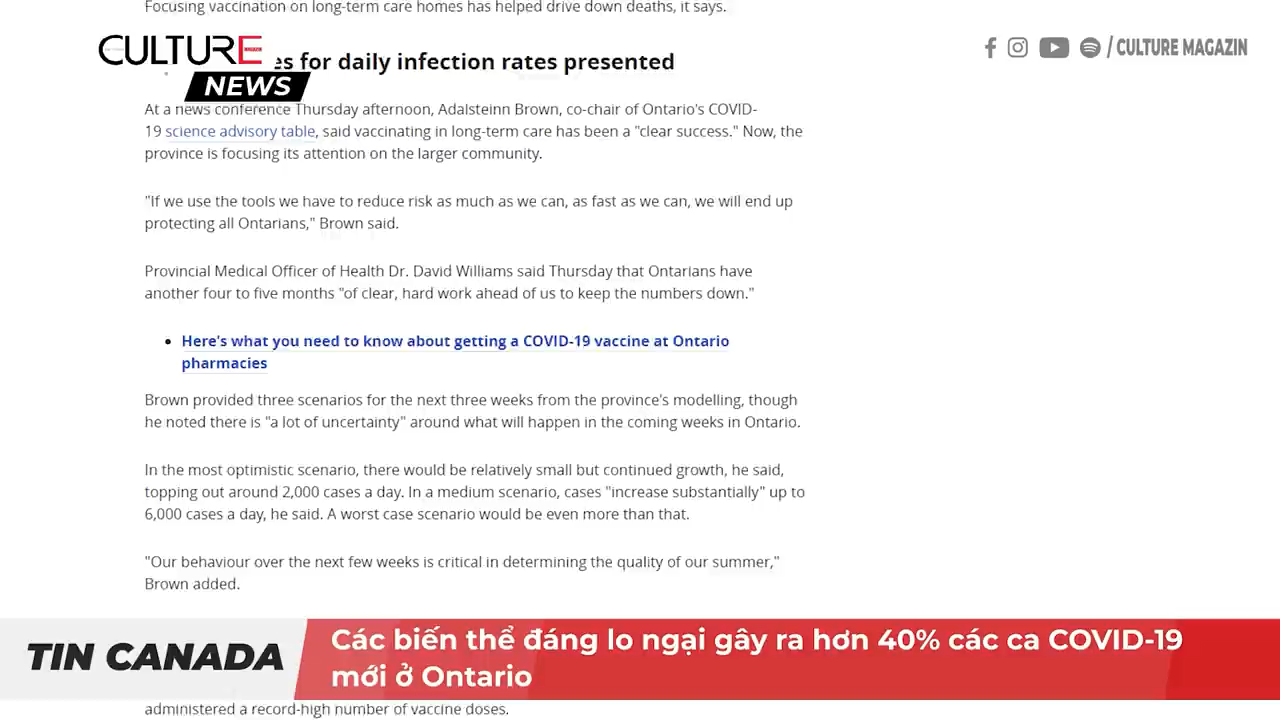 Focusing vaccination on long-term care homes has helped drive down deaths, it says.
CULTURE
NEWS
es for daily infection rates presented
/ CULTURE MAGAZIN
At a news conference Thursday afternoon, Adalsteinn Brown, co-chair of Ontario's COVID-
19 science advisory table, said vaccinating in long-term care has been a "clear success." Now, the
province is focusing its attention on the larger community.
"If we use the tools we have to reduce risk as much as we can, as fast as we can, we will end up
protecting all Ontarians," Brown said.
Provincial Medical Officer of Health Dr. David Williams said Thursday that Ontarians have
another four to five months "of clear, hard work ahead of us to keep the numbers down."
• Here's what you need to know about getting a COVID-19 vaccine at Ontario
pharmacies
Brown provided three scenarios for the next three weeks from the province's modelling, though
he noted there is "a lot of uncertainty" around what will happen in the coming weeks in Ontario.
In the most optimistic scenario, there would be relatively small but continued growth, he said,
topping out around 2,000 cases a day. In a medium scenario, cases "increase substantially" up to
6,000 cases a day, he said. A worst case scenario would be even more than that.
"Our behaviour over the next few weeks is critical in determining the quality of our summer,"
Brown added.
TIN CANADA
Các biến thể đáng lo ngại gây ra hơn 40% các ca COVID-19
mới ở Ontario
administered a record-high number of vaccine doses.